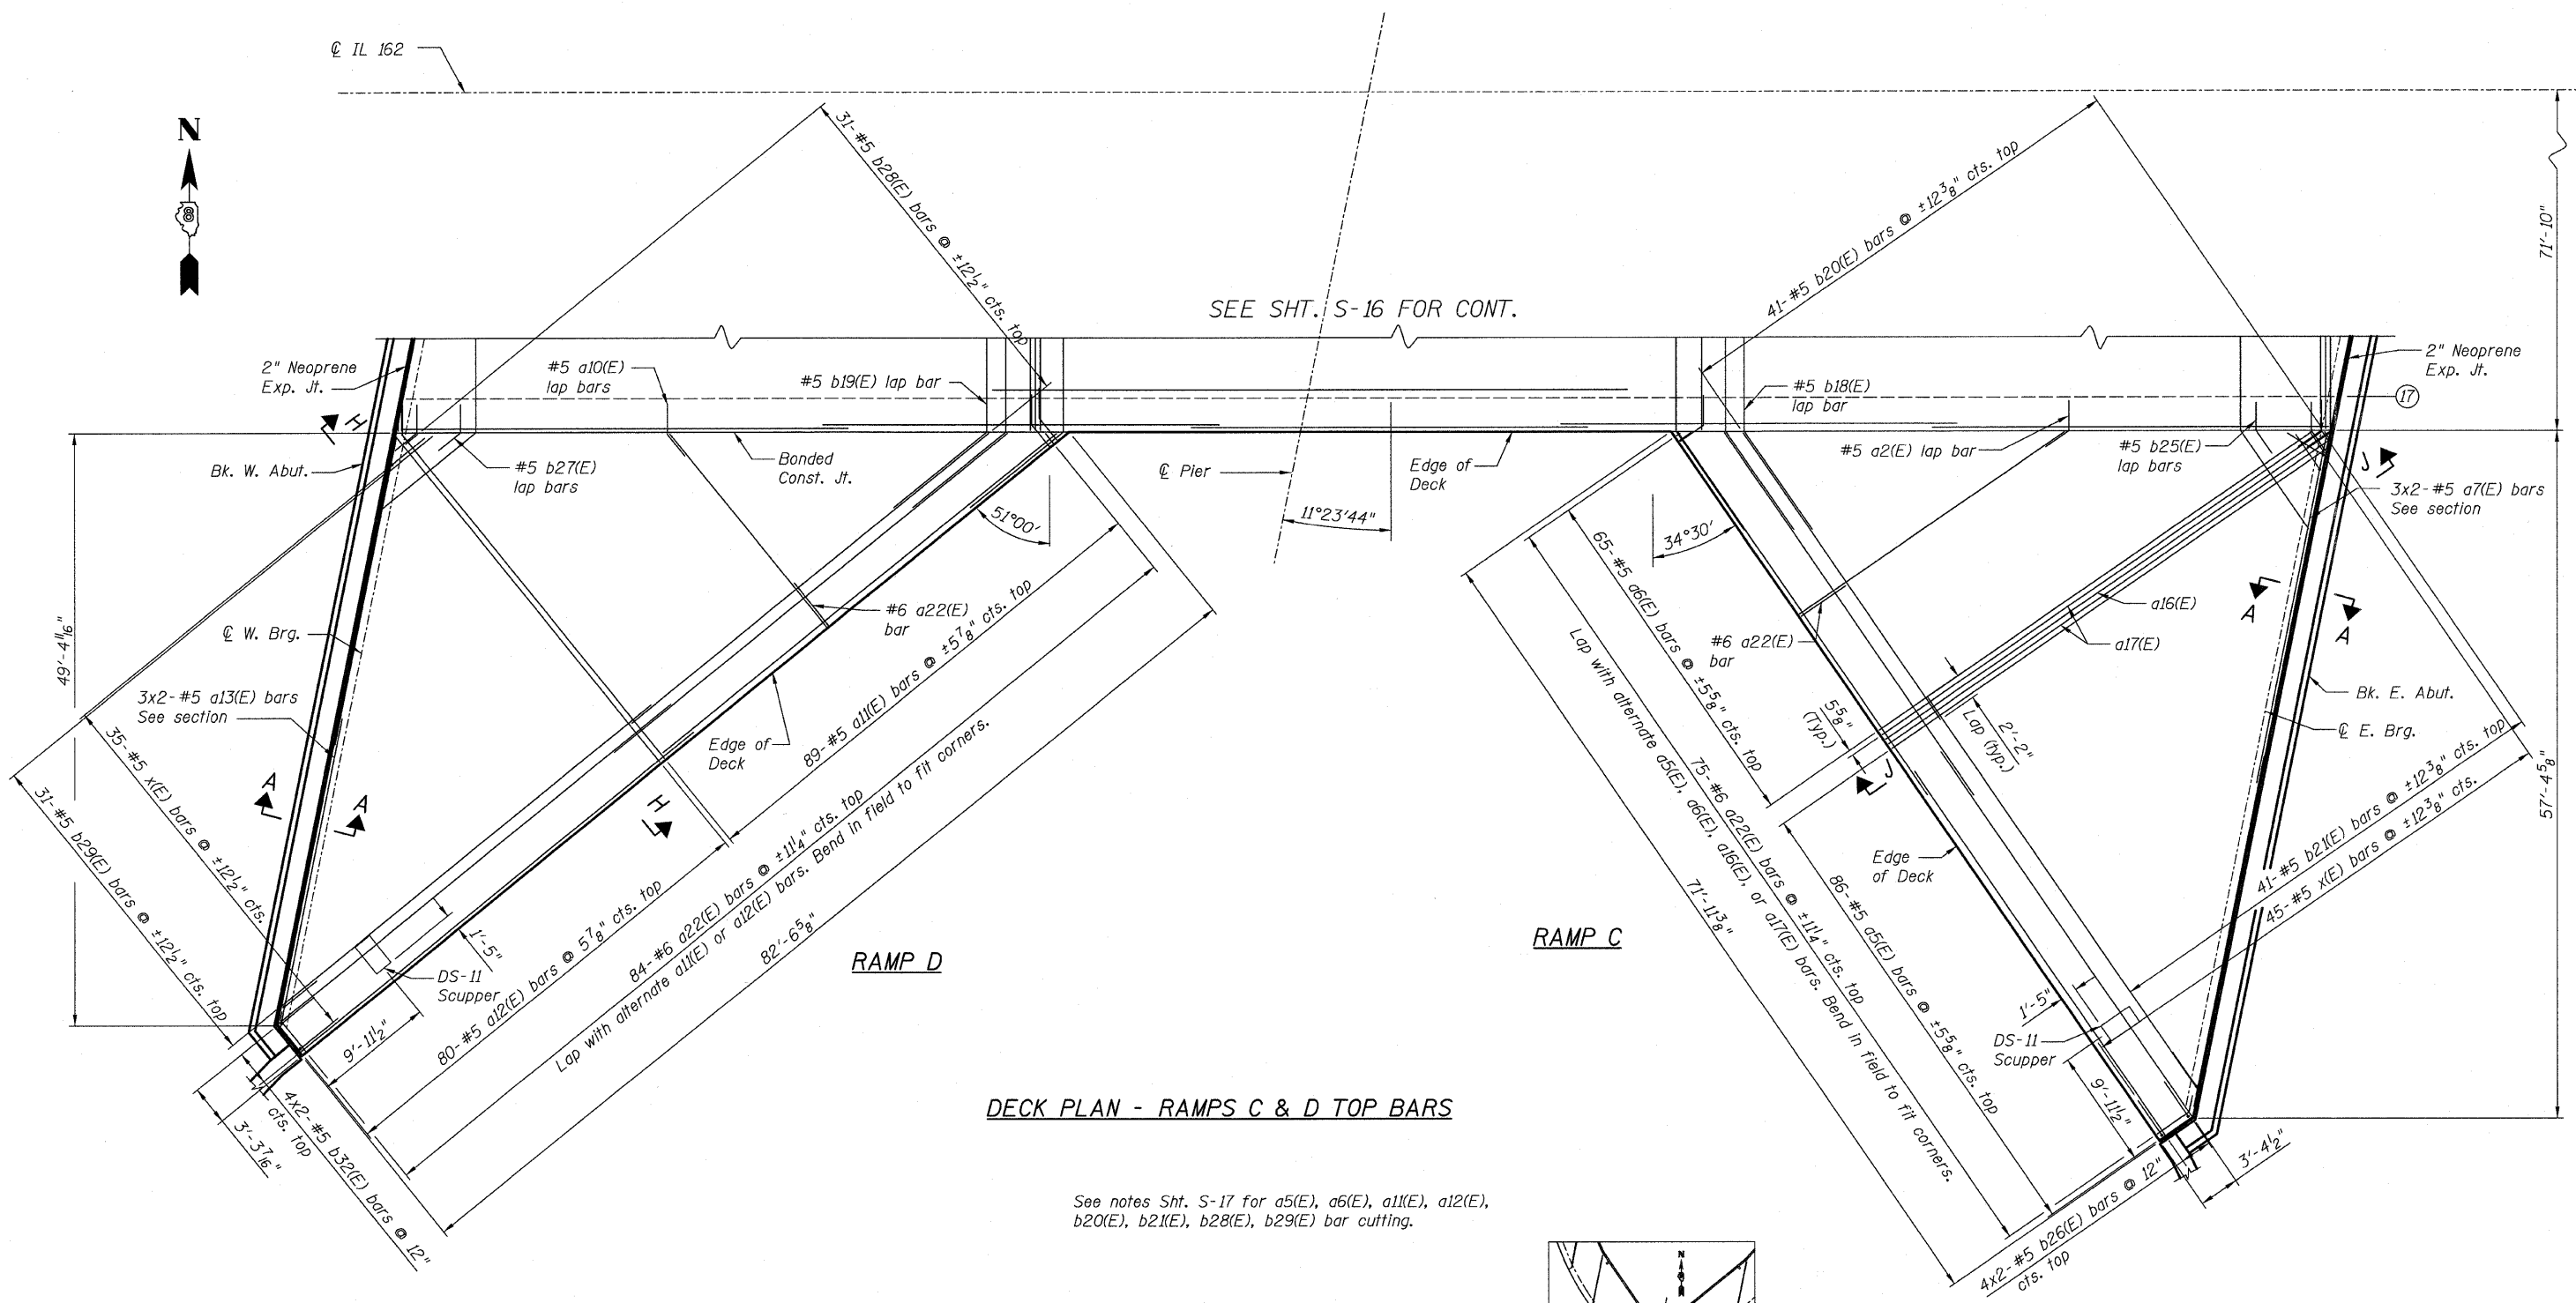 ℄ IL 162
N
8
31-#5 b28(E) bars @ ±12½" cts. top
41-#5 b20(E) bars @ ±12⅜" cts. top
71'-10"
SEE SHT. S-16 FOR CONT.
2" Neoprene
Exp. Jt.
#5 a10(E)
lap bars
#5 b19(E) lap bar
#5 b18(E)
lap bar
2" Neoprene
Exp. Jt.
17
H
Bk. W. Abut.
#5 b27(E)
lap bars
Bonded
Const. Jt.
℄ Pier
Edge of
Deck
#5 a2(E) lap bar
#5 b25(E)
lap bars
J
3x2-#5 a7(E) bars
See section
51°00'
11°23'44"
34°30'
49'-4 11/16"
℄ W. Brg.
#6 a22(E)
bar
#6 a22(E)
bar
a16(E)
a17(E)
A
A
3x2-#5 a13(E) bars
See section
Bk. E. Abut.
℄ E. Brg.
Edge of
Deck
35-#5 x(E) bars @ ±12½" cts.
31-#5 b29(E) bars @ ±12½" cts. top
A
A
H
89-#5 a11(E) bars @ ±5⅞" cts. top
84-#6 a22(E) bars @ ±11¼" cts. top
Lap with alternate a11(E) or a12(E) bars. Bend in field to fit corners.
80-#5 a12(E) bars @ 5⅞" cts. top
82'-6⅝"
1'-5"
DS-11
Scupper
9'-11½"
3'-3 7/16"
4x2-#5 b32(E) bars @ 12"
cts. top
RAMP D
RAMP C
65-#5 a6(E) bars @ ±5⅝" cts. top
5⅝"
(Typ.)
2'-2"
Lap (typ.)
J
75-#6 a22(E) bars @ ±11¼" cts. top
Lap with alternate a5(E), a6(E), a16(E), or a17(E) bars. Bend in field to fit corners.
86-#5 a5(E) bars @ ±5⅝" cts. top
71'-11⅜"
Edge
of Deck
41-#5 b21(E) bars @ ±12⅜" cts. top
45-#5 x(E) bars @ ±12⅜" cts.
57'-4⅝"
1'-5"
DS-11
Scupper
9'-11½"
3'-4½"
4x2-#5 b26(E) bars @ 12"
cts. top
DECK PLAN - RAMPS C & D TOP BARS
See notes Sht. S-17 for a5(E), a6(E), a11(E), a12(E),
b20(E), b21(E), b28(E), b29(E) bar cutting.
N